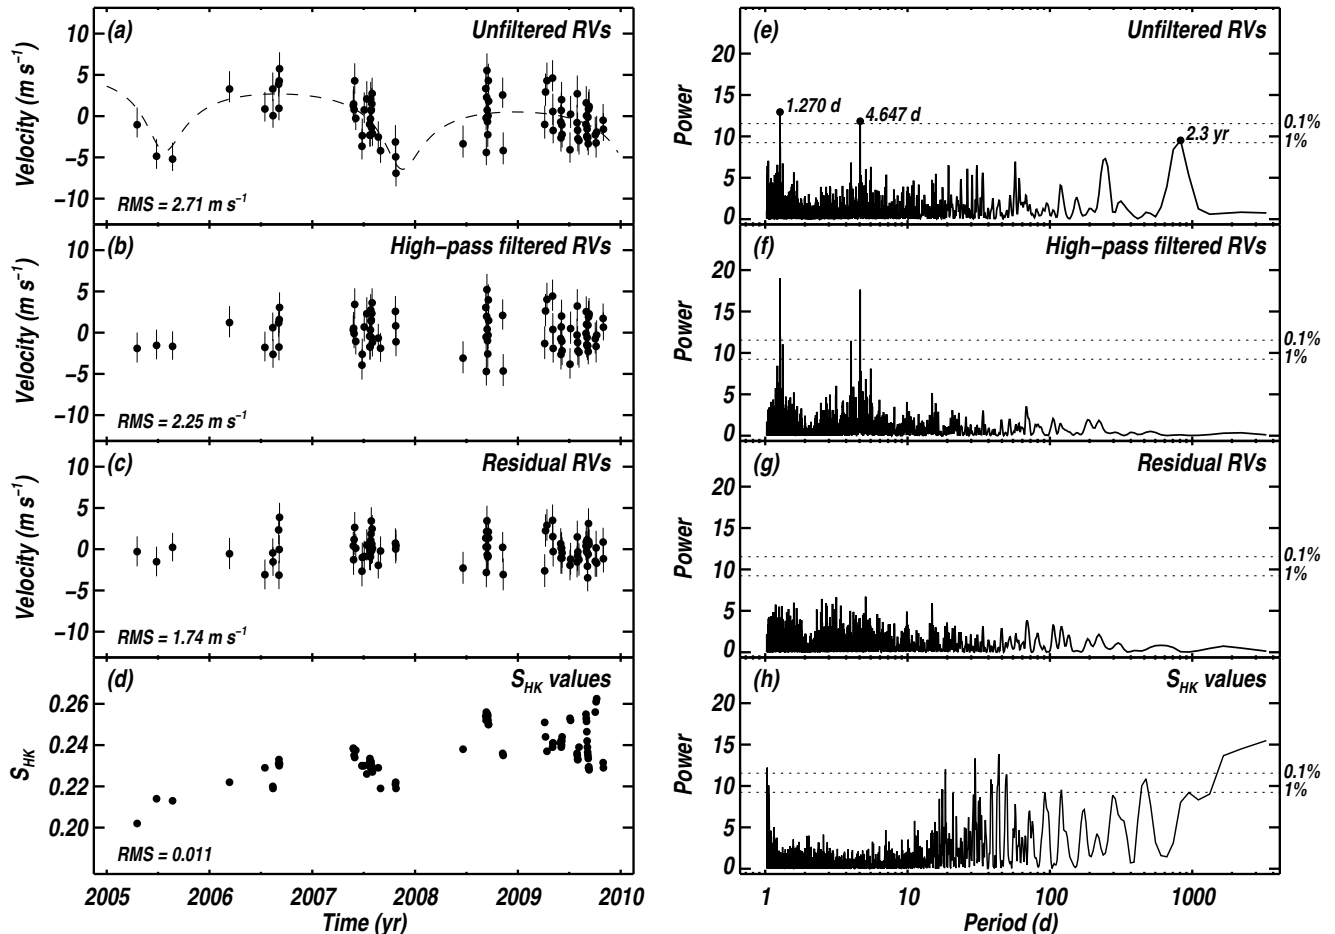 (a)
Unfiltered RVs
10
5
0
−5
−10
Velocity (m s⁻¹)
RMS = 2.71 m s⁻¹
(b)
High−pass filtered RVs
10
5
0
−5
−10
Velocity (m s⁻¹)
RMS = 2.25 m s⁻¹
(c)
Residual RVs
10
5
0
−5
−10
Velocity (m s⁻¹)
RMS = 1.74 m s⁻¹
(d)
S_HK values
0.26
0.24
0.22
0.20
S_HK
RMS = 0.011
2005 2006 2007 2008 2009 2010
Time (yr)
(e)
Unfiltered RVs
20
15
10
5
0
Power
1.270 d
4.647 d
2.3 yr
0.1%
1%
(f)
High−pass filtered RVs
20
15
10
5
0
Power
0.1%
1%
(g)
Residual RVs
20
15
10
5
0
Power
0.1%
1%
(h)
S_HK values
20
15
10
5
0
Power
0.1%
1%
1 10 100 1000
Period (d)